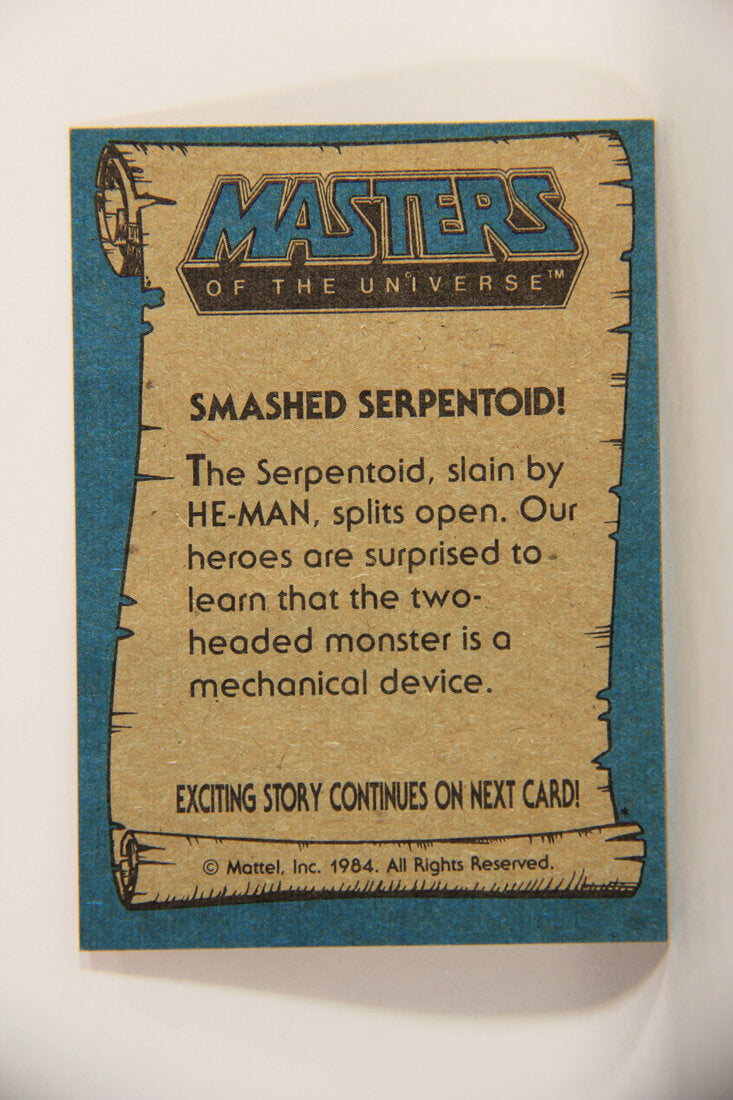 MASTERS
OF THE UNIVERSE™
SMASHED SERPENTOID!
The Serpentoid, slain by
HE-MAN, splits open. Our
heroes are surprised to
learn that the two-
headed monster is a
mechanical device.
EXCITING STORY CONTINUES ON NEXT CARD!
*
© Mattel, Inc. 1984. All Rights Reserved.